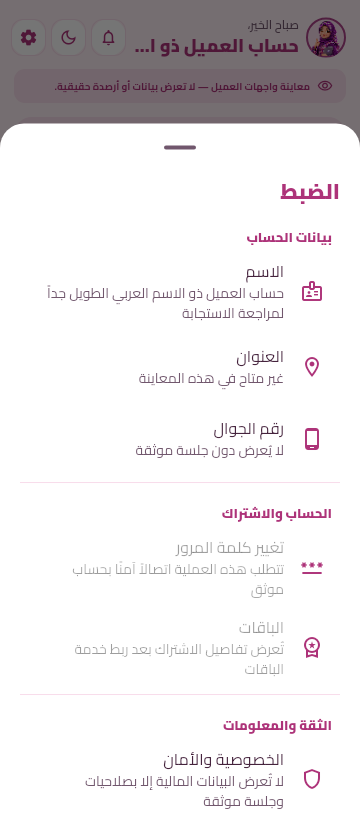 صباح الخير،
حساب العميل ذو ا...
معاينة واجهات العميل — لا تعرض بيانات أو أرصدة حقيقية.
الضبط
بيانات الحساب
الاسم
حساب العميل ذو الاسم العربي الطويل جداً
لمراجعة الاستجابة
العنوان
غير متاح في هذه المعاينة
رقم الجوال
لا يُعرض دون جلسة موثقة
الحساب والاشتراك
تغيير كلمة المرور
تتطلب هذه العملية اتصالاً آمنًا بحساب
موثق
الباقات
تُعرض تفاصيل الاشتراك بعد ربط خدمة
الباقات
الثقة والمعلومات
الخصوصية والأمان
لا تُعرض البيانات المالية إلا بصلاحيات
وجلسة موثقة